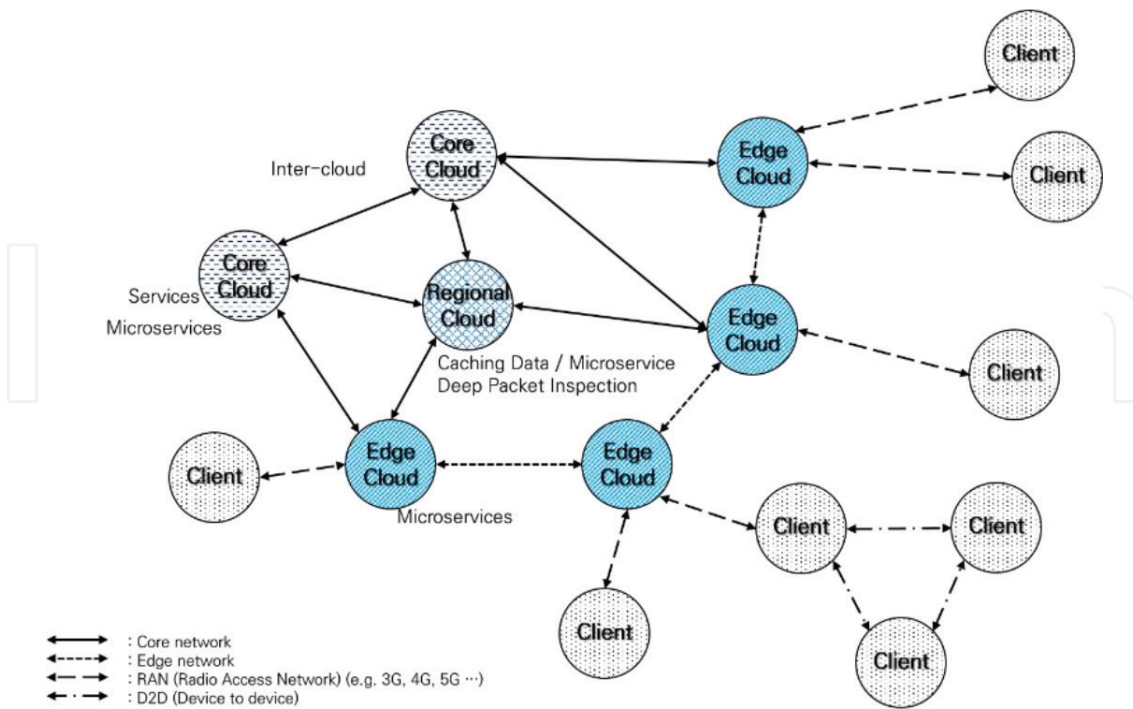 Client
Core
Cloud
Inter-cloud
Edge
Cloud
Client
Core
Cloud
Services
Microservices
Regional
Cloud
Edge
Cloud
Caching Data / Microservice
Deep Packet Inspection
Client
Client
Edge
Cloud
Microservices
Edge
Cloud
Client
Client
Client
Client
: Core network
: Edge network
: RAN (Radio Access Network) (e.g. 3G, 4G, 5G ···)
: D2D (Device to device)